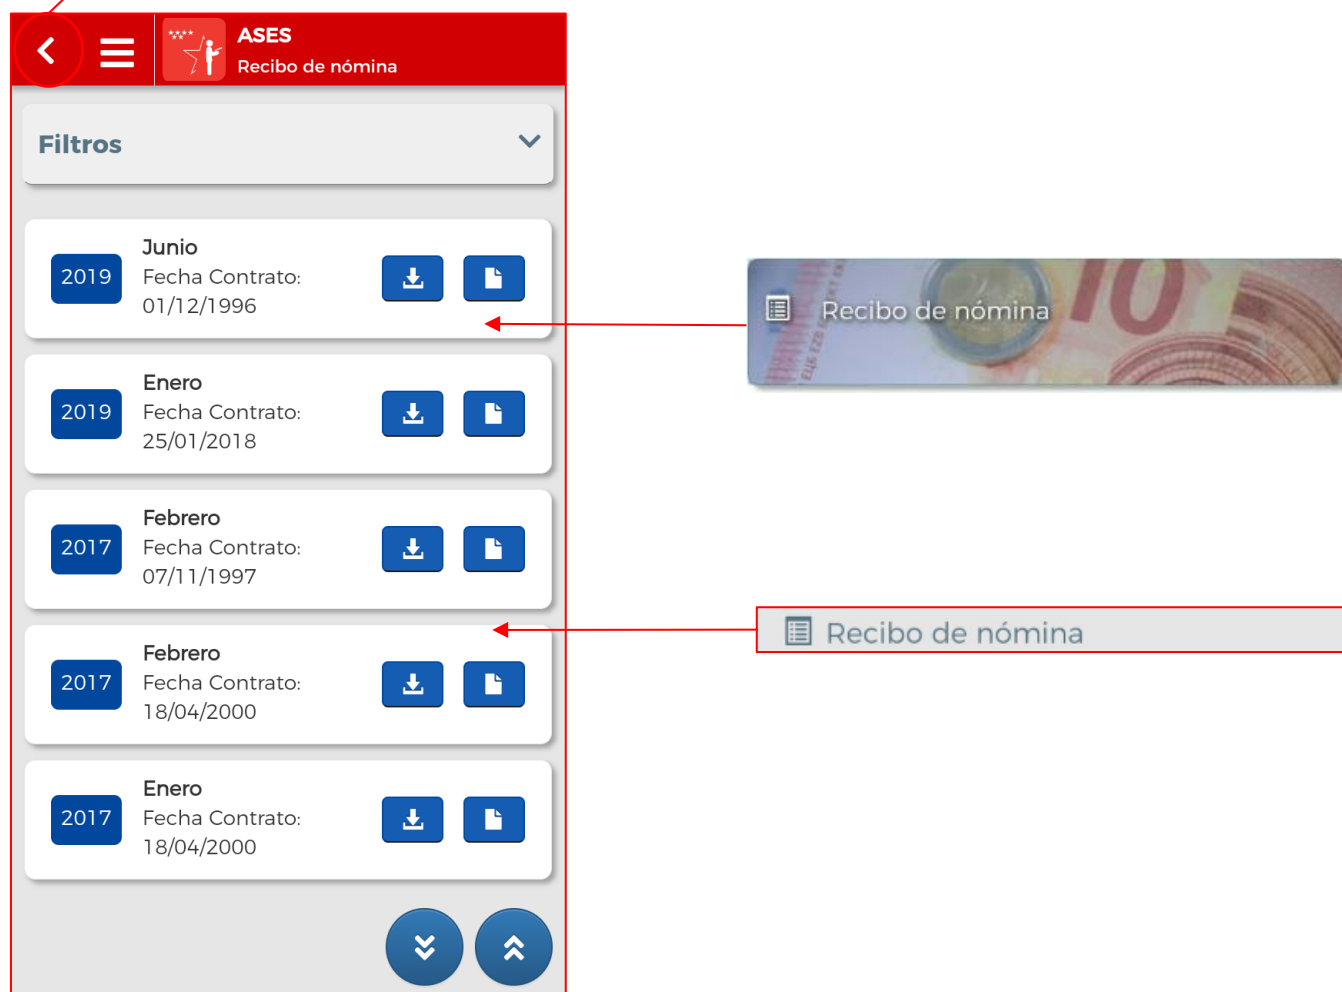 ASES
Recibo de nómina
Filtros
Junio
2019
Fecha Contrato:
01/12/1996
Enero
2019
Fecha Contrato:
25/01/2018
Febrero
2017
Fecha Contrato:
07/11/1997
Febrero
2017
Fecha Contrato:
18/04/2000
Enero
2017
Fecha Contrato:
18/04/2000
Recibo de nómina
10
Recibo de nómina